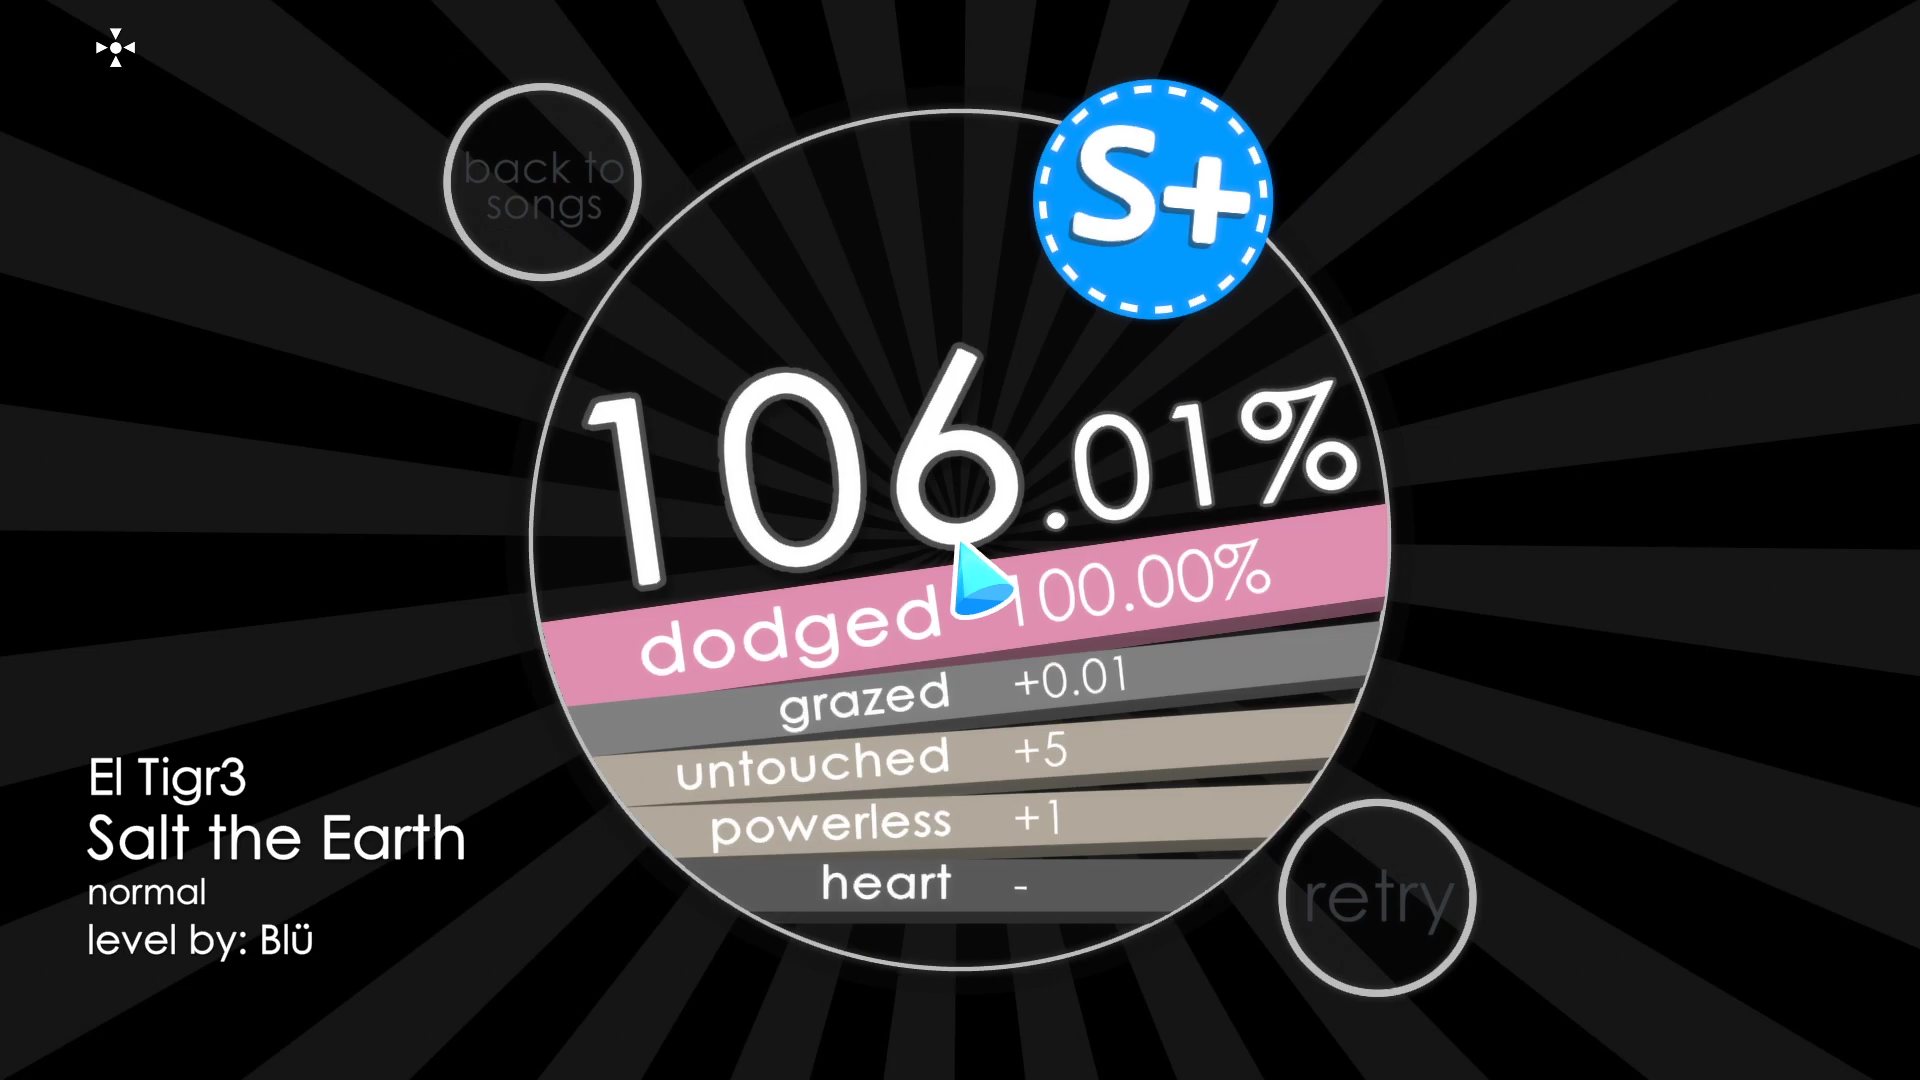 back to
songs
S+
106.01%
dodged 100.00%
grazed +0.01
untouched +5
powerless +1
heart -
El Tigr3
Salt the Earth
normal
level by: Blü
retry